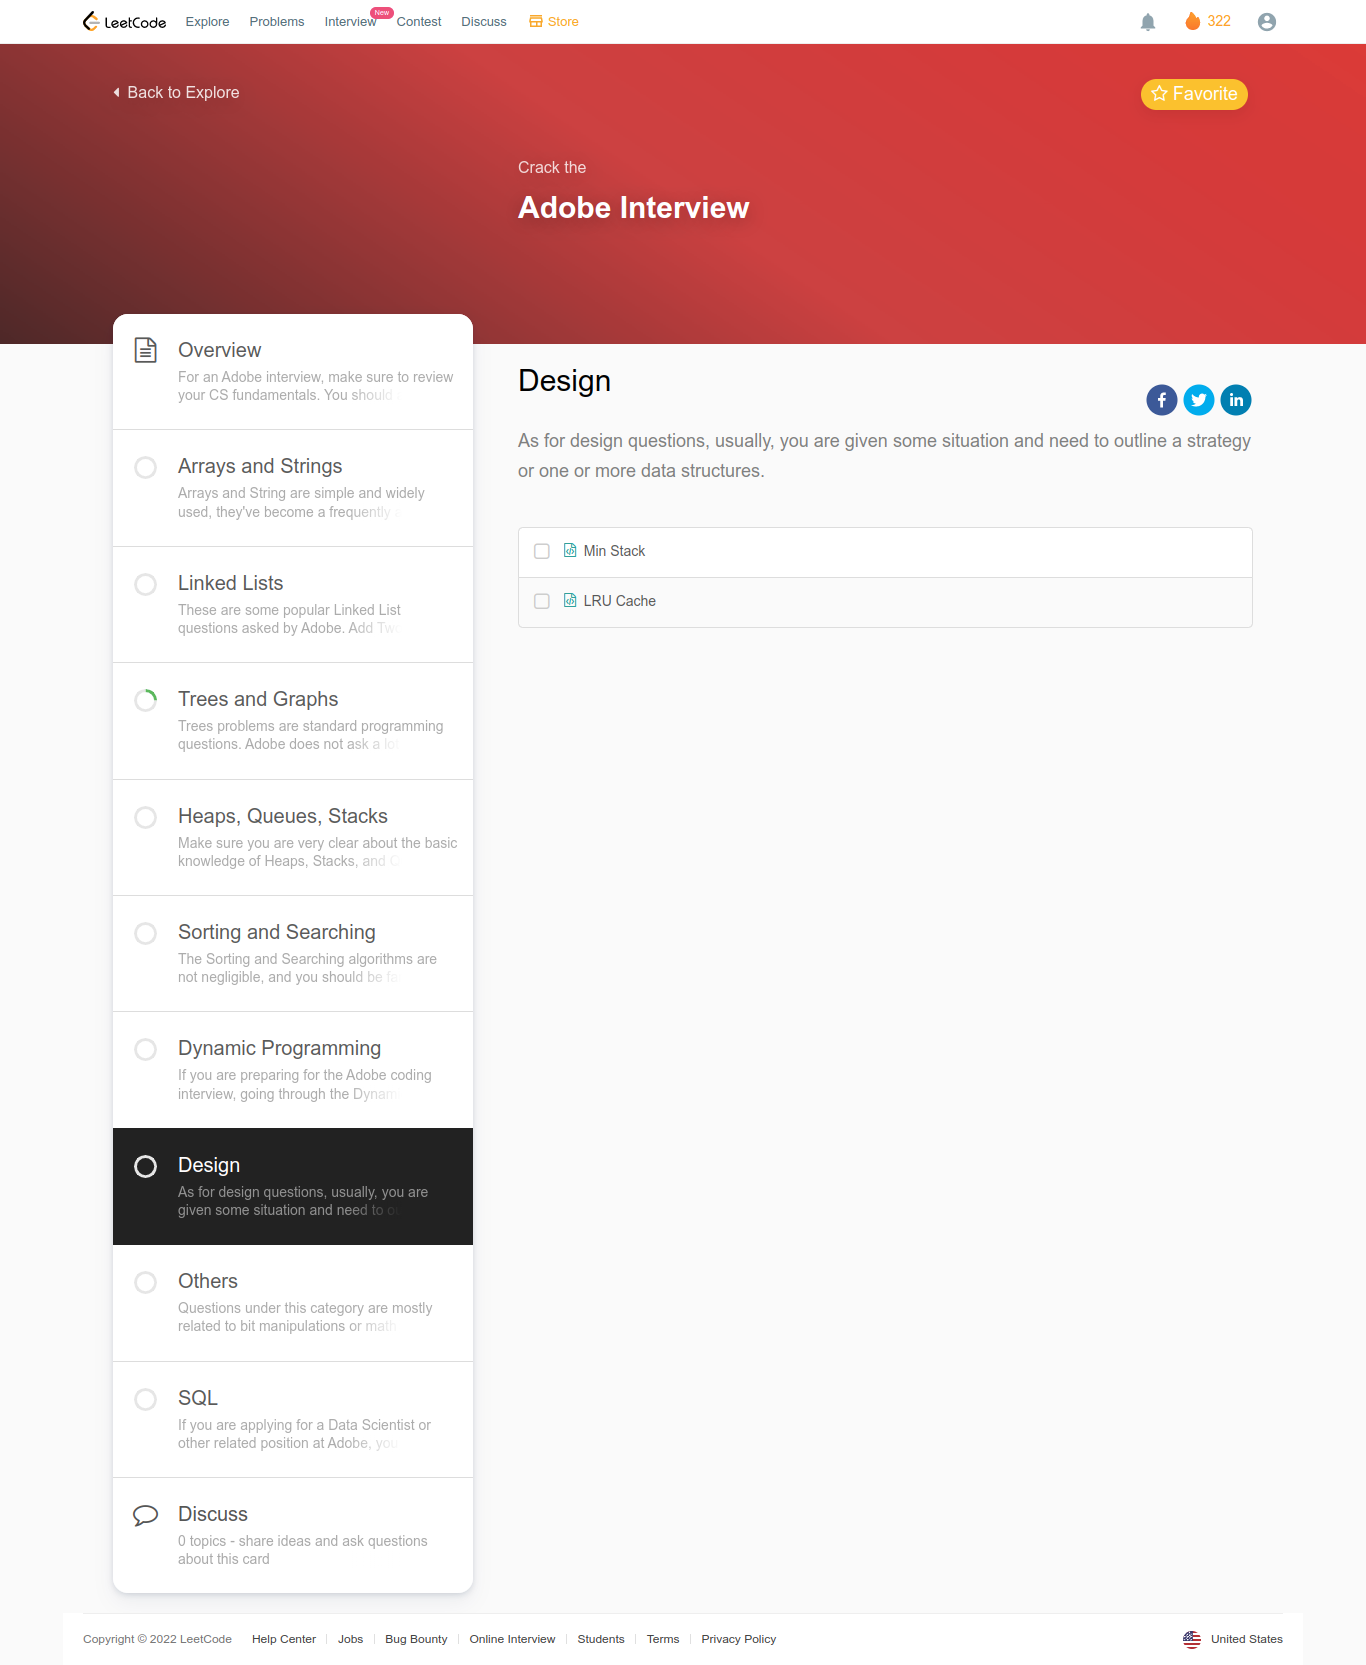 LeetCode Explore Problems Interview New Contest Discuss Store 322
Back to Explore
Favorite
Crack the
Adobe Interview
Overview
For an Adobe interview, make sure to review
your CS fundamentals. You should
Arrays and Strings
Arrays and String are simple and widely
used, they've become a frequently
Linked Lists
These are some popular Linked List
questions asked by Adobe. Add Two
Trees and Graphs
Trees problems are standard programming
questions. Adobe does not ask a lot
Heaps, Queues, Stacks
Make sure you are very clear about the basic
knowledge of Heaps, Stacks, and
Sorting and Searching
The Sorting and Searching algorithms are
not negligible, and you should be
Dynamic Programming
If you are preparing for the Adobe coding
interview, going through the Dynam
Design
As for design questions, usually, you are
given some situation and need to
Others
Questions under this category are mostly
related to bit manipulations or math
SQL
If you are applying for a Data Scientist or
other related position at Adobe, you
Discuss
0 topics - share ideas and ask questions
about this card
Design
As for design questions, usually, you are given some situation and need to outline a strategy
or one or more data structures.
Min Stack
LRU Cache
Copyright © 2022 LeetCode Help Center Jobs Bug Bounty Online Interview Students Terms Privacy Policy United States